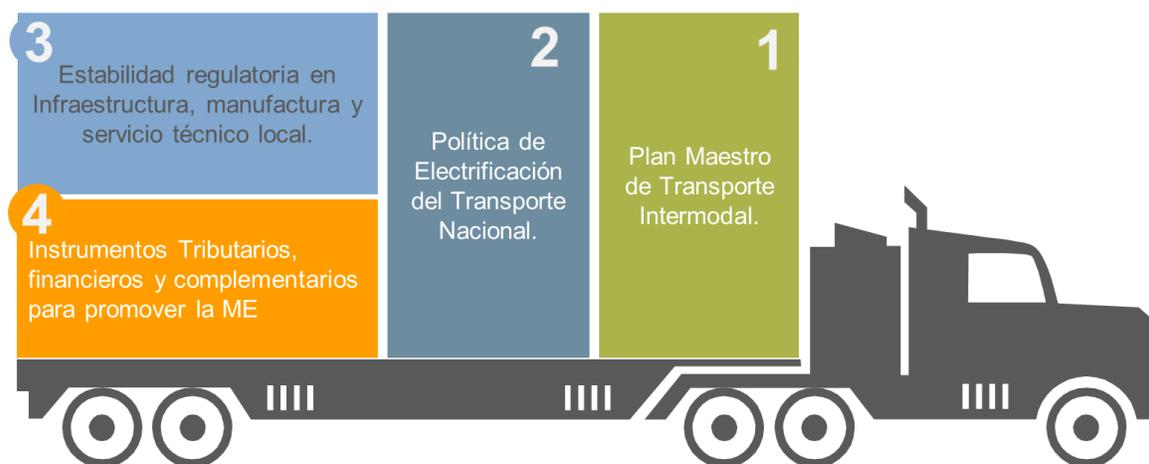 3
Estabilidad regulatoria en
Infraestructura, manufactura y
servicio técnico local.
4
Instrumentos Tributarios,
financieros y complementarios
para promover la ME
2
Política de
Electrificación
del Transporte
Nacional.
1
Plan Maestro
de Transporte
Intermodal.